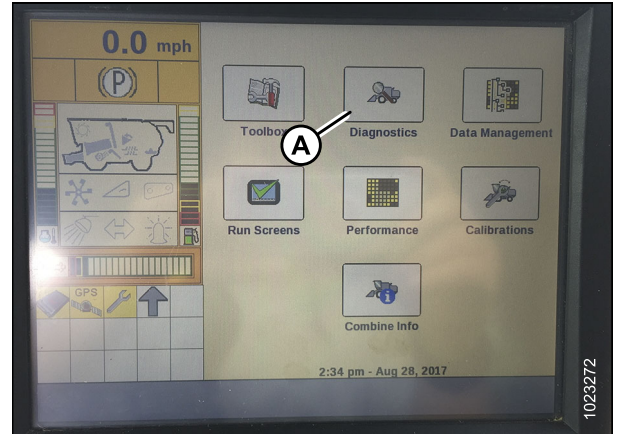 0.0 mph
(P)
GPS
Toolbox
Diagnostics
Data Management
A
Run Screens
Performance
Calibrations
Combine Info
2:34 pm - Aug 28, 2017
1023272